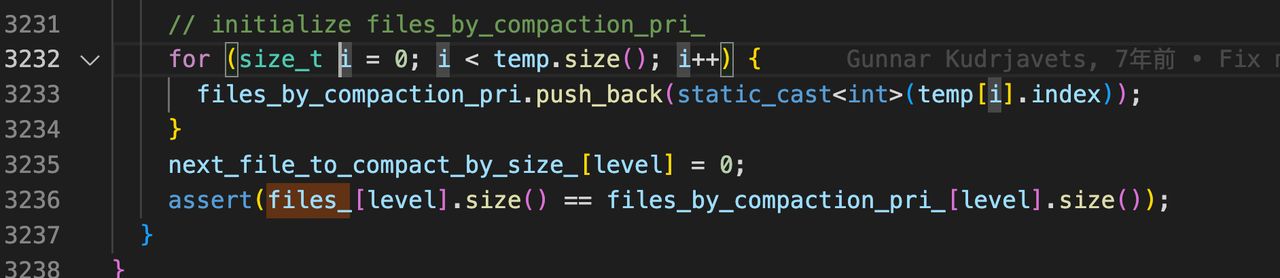 3231 // initialize files_by_compaction_pri_
3232 for (size_t i = 0; i < temp.size(); i++) { Gunnar Kudrjavets, 7年前 • Fix
3233 files_by_compaction_pri.push_back(static_cast<int>(temp[i].index));
3234 }
3235 next_file_to_compact_by_size_[level] = 0;
3236 assert(files_[level].size() == files_by_compaction_pri_[level].size());
3237 }
3238 }